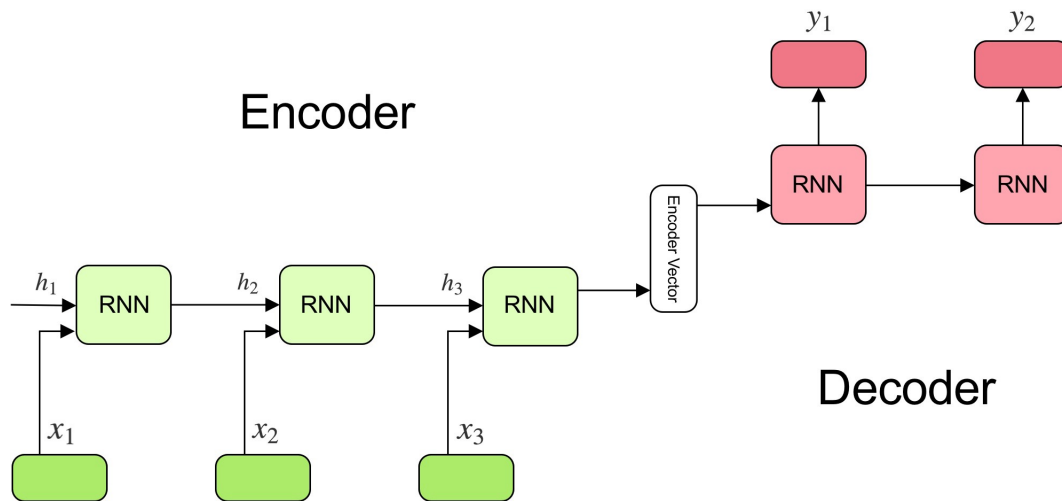 y₁
y₂
Encoder
RNN
RNN
Encoder Vector
h₁
RNN
h₂
RNN
h₃
RNN
Decoder
x₁
x₂
x₃